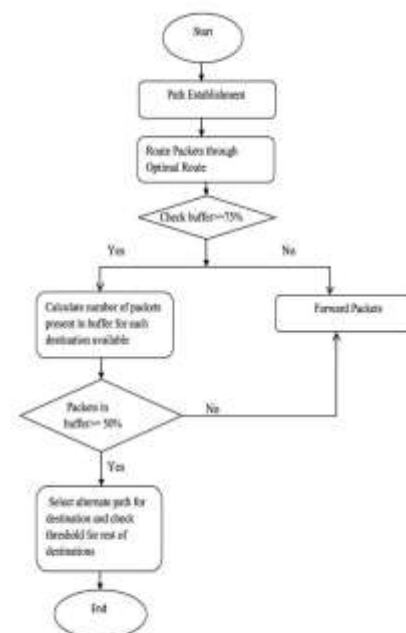 Start
Path Establishment
Route Packets through
Optimal Route
Check buffer>=75%
Yes
No
Calculate number of packets
present in buffer for each
destination available
Forward Packets
Packets in
buffer>= 50%
No
Yes
Select alternate path for
destination and check
threshold for rest of
destinations
End